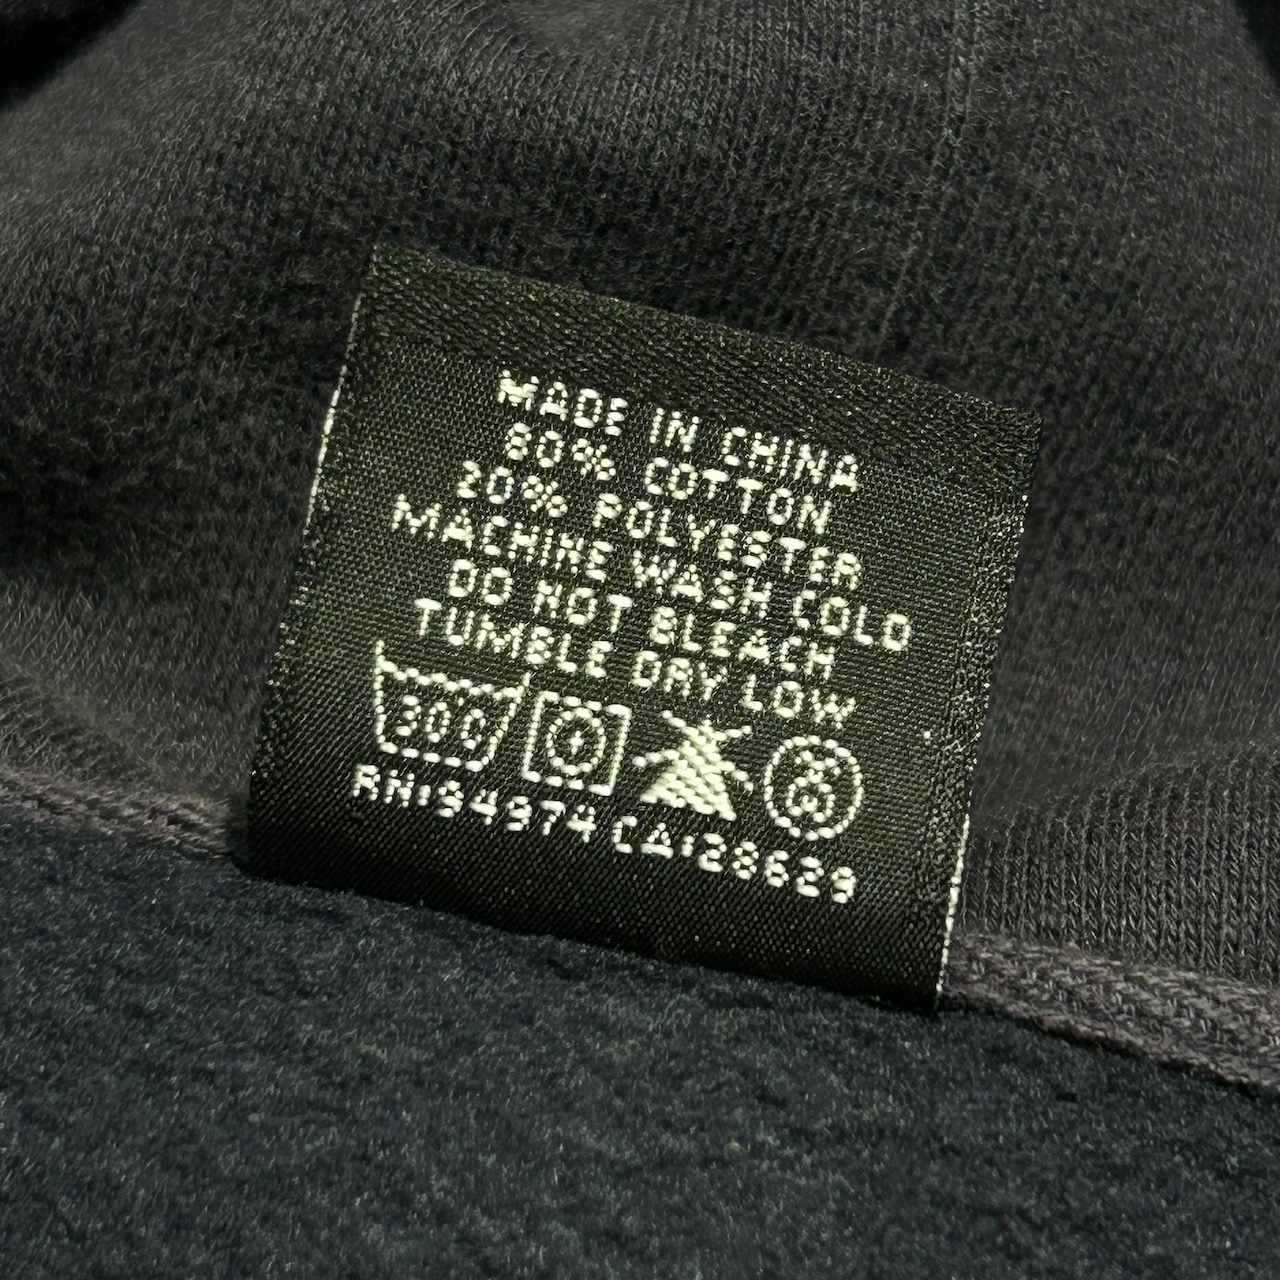 MADE IN CHINA
80% COTTON
20% POLYESTER
MACHINE WASH COLD
DO NOT BLEACH
TUMBLE DRY LOW
300
RN:94974 CA:28629